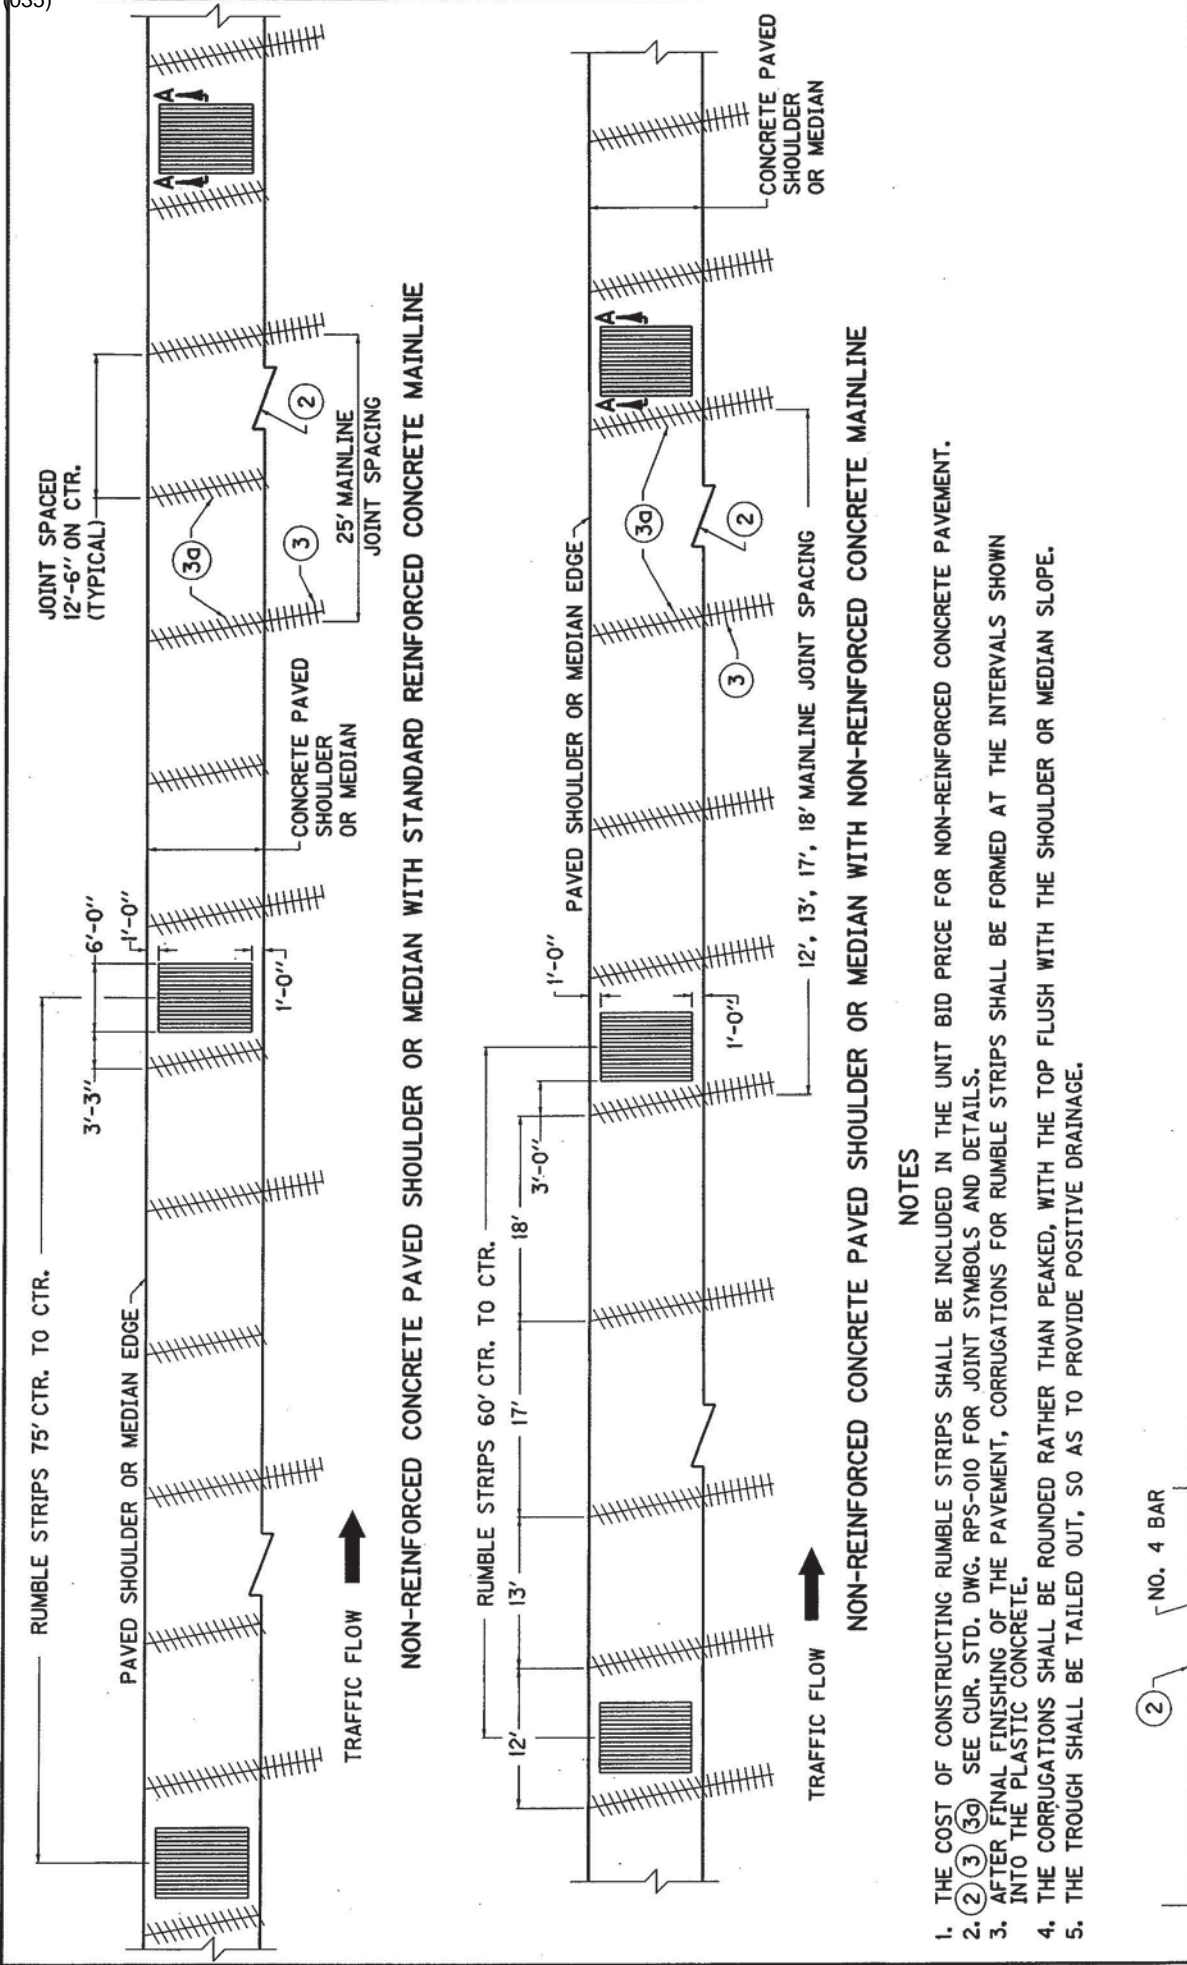 (035)
RUMBLE STRIPS 75' CTR. TO CTR.
PAVED SHOULDER OR MEDIAN EDGE
3'-3"
6'-0"
1'-0"
1'-0"
CONCRETE PAVED
SHOULDER
OR MEDIAN
JOINT SPACED
12'-6" ON CTR.
(TYPICAL)
3a
3
2
25' MAINLINE
JOINT SPACING
A
A
TRAFFIC FLOW
NON-REINFORCED CONCRETE PAVED SHOULDER OR MEDIAN WITH STANDARD REINFORCED CONCRETE MAINLINE
RUMBLE STRIPS 60' CTR. TO CTR.
12'
13'
17'
18'
3'-0"
1'-0"
1'-0"
PAVED SHOULDER OR MEDIAN EDGE
3a
3
2
A
A
CONCRETE PAVED
SHOULDER
OR MEDIAN
12', 13', 17', 18' MAINLINE JOINT SPACING
TRAFFIC FLOW
NON-REINFORCED CONCRETE PAVED SHOULDER OR MEDIAN WITH NON-REINFORCED CONCRETE MAINLINE
NOTES
1. THE COST OF CONSTRUCTING RUMBLE STRIPS SHALL BE INCLUDED IN THE UNIT BID PRICE FOR NON-REINFORCED CONCRETE PAVEMENT.
2. 2 3 3a SEE CUR. STD. DWG. RPS-010 FOR JOINT SYMBOLS AND DETAILS.
3. AFTER FINAL FINISHING OF THE PAVEMENT, CORRUGATIONS FOR RUMBLE STRIPS SHALL BE FORMED AT THE INTERVALS SHOWN
INTO THE PLASTIC CONCRETE.
4. THE CORRUGATIONS SHALL BE ROUNDED RATHER THAN PEAKED, WITH THE TOP FLUSH WITH THE SHOULDER OR MEDIAN SLOPE.
5. THE TROUGH SHALL BE TAILED OUT, SO AS TO PROVIDE POSITIVE DRAINAGE.
2
NO. 4 BAR